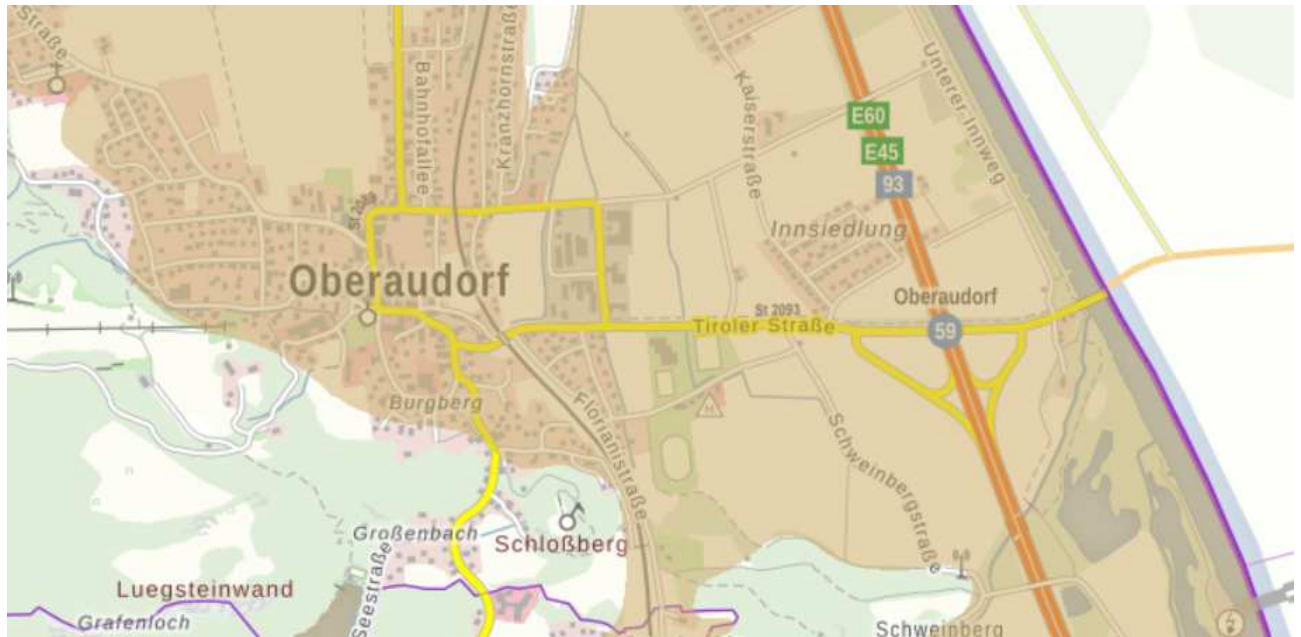 Straße
Bahnhofallee
Kranzhornstraße
Kaiserstraße
Unterer Innweg
E60
E45
93
St 2089
Innsiedlung
Oberaudorf
Oberaudorf
St 2093
Tiroler Straße
59
Burgberg
Florianistraße
H
Schweinbergstraße
Großenbach
Schloßberg
Seestraße
Luegsteinwand
Grafenloch
Schweinberg